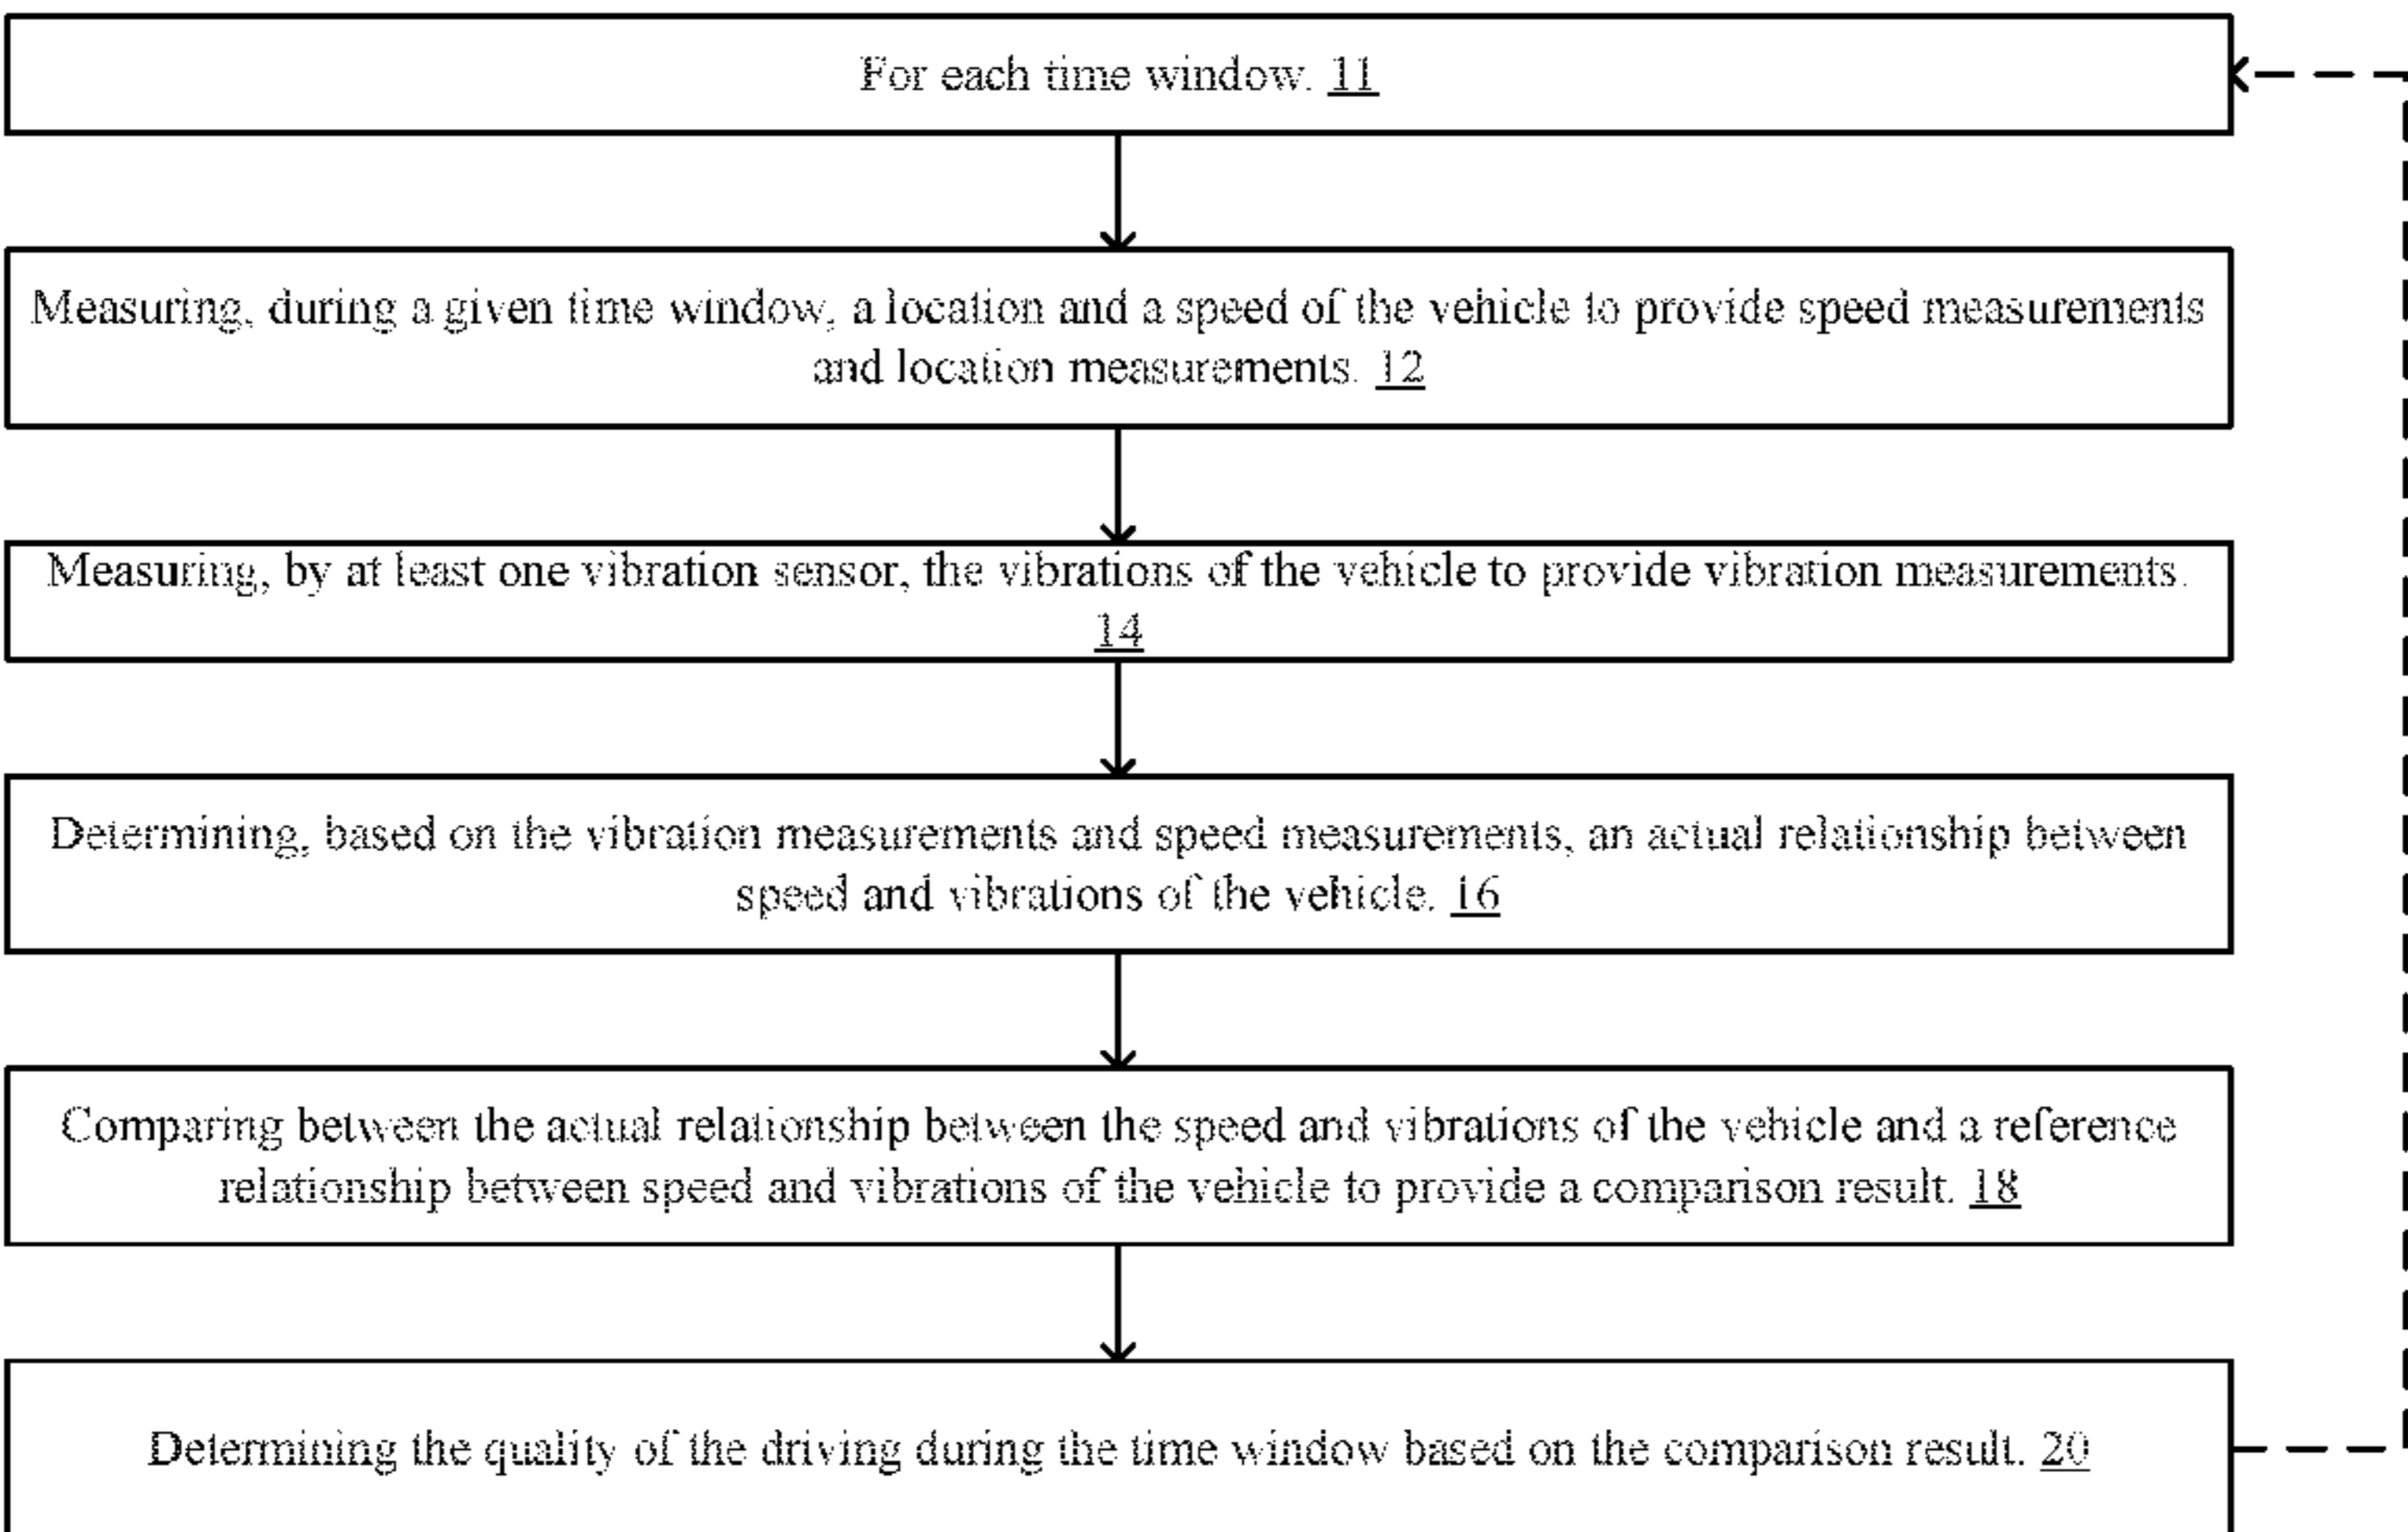 For each time window. 11
Measuring, during a given time window, a location and a speed of the vehicle to provide speed measurements
and location measurements. 12
Measuring, by at least one vibration sensor, the vibrations of the vehicle to provide vibration measurements.
14
Determining, based on the vibration measurements and speed measurements, an actual relationship between
speed and vibrations of the vehicle. 16
Comparing between the actual relationship between the speed and vibrations of the vehicle and a reference
relationship between speed and vibrations of the vehicle to provide a comparison result. 18
Determining the quality of the driving during the time window based on the comparison result. 20